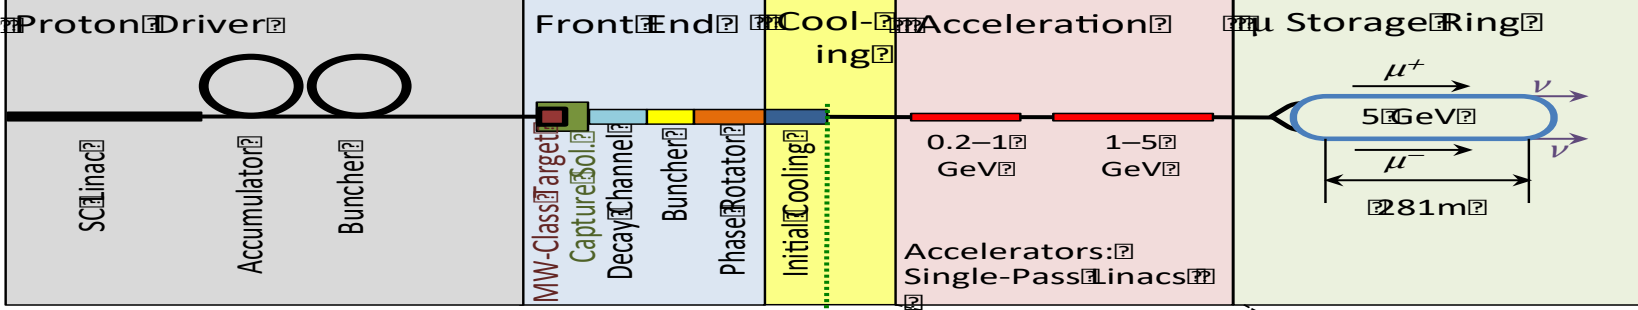 Proton Driver
Front End
Cool-
ing
Acceleration
μ Storage Ring
SC Linac
Accumulator
Buncher
MW-Class Target
Capture Sol.
Decay Channel
Buncher
Phase Rotator
Initial Cooling
0.2–1
GeV
1–5
GeV
Accelerators:
Single-Pass Linacs
μ+
ν
5 GeV
μ−
ν
281m